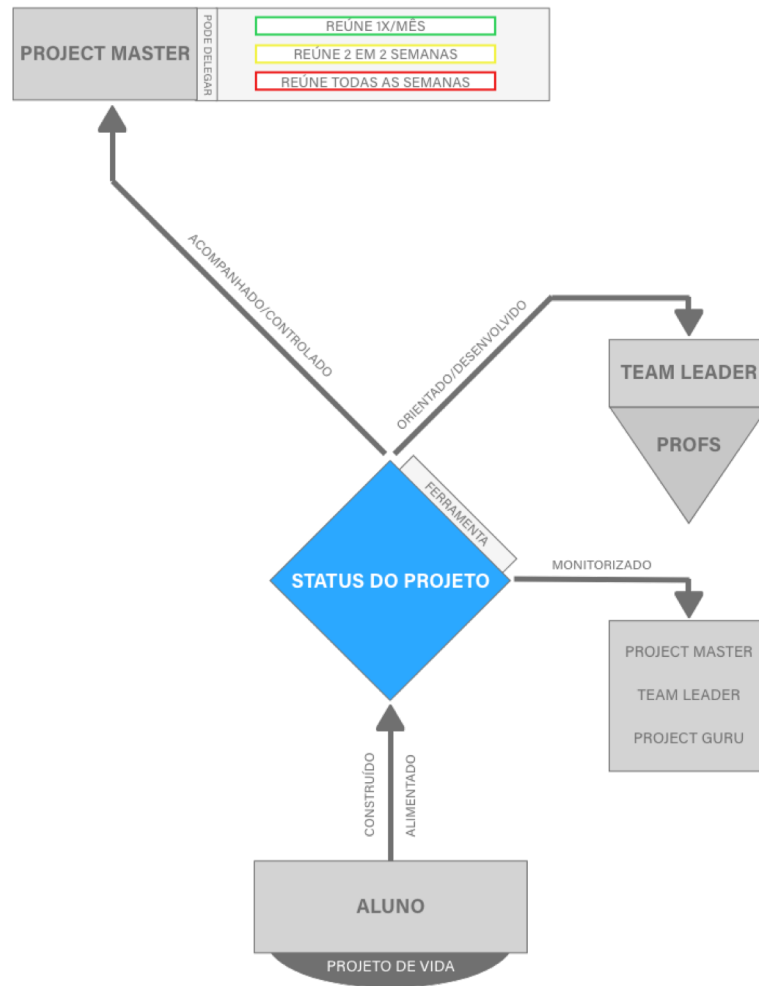 PROJECT MASTER
PODE DELEGAR
REÚNE 1X/MÊS
REÚNE 2 EM 2 SEMANAS
REÚNE TODAS AS SEMANAS
ACOMPANHADO/CONTROLADO
ORIENTADO/DESENVOLVIDO
TEAM LEADER
PROFS
FERRAMENTA
STATUS DO PROJETO
MONITORIZADO
PROJECT MASTER
TEAM LEADER
PROJECT GURU
CONSTRUÍDO
ALIMENTADO
ALUNO
PROJETO DE VIDA